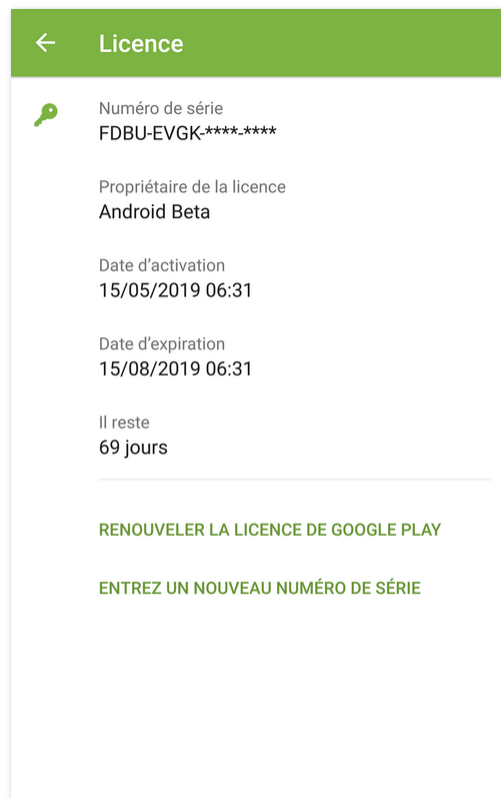 Licence
Numéro de série
FDBU-EVGK-****-****
Propriétaire de la licence
Android Beta
Date d’activation
15/05/2019 06:31
Date d’expiration
15/08/2019 06:31
Il reste
69 jours
RENOUVELER LA LICENCE DE GOOGLE PLAY
ENTREZ UN NOUVEAU NUMÉRO DE SÉRIE